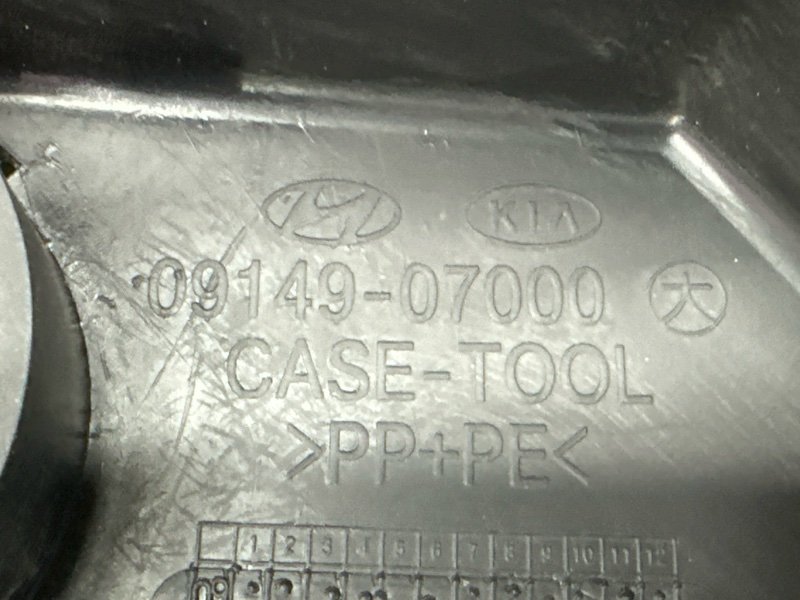 KIA
09149-07000 大
CASE-TOOL
>PP+PE<
1 2 3 4 5 6 7 8 9 10 11 12
09